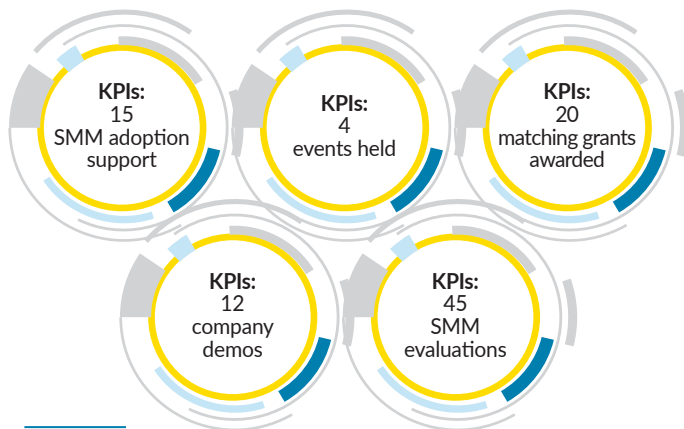 KPIs:
15
SMM adoption
support
KPIs:
4
events held
KPIs:
20
matching grants
awarded
KPIs:
12
company
demos
KPIs:
45
SMM
evaluations